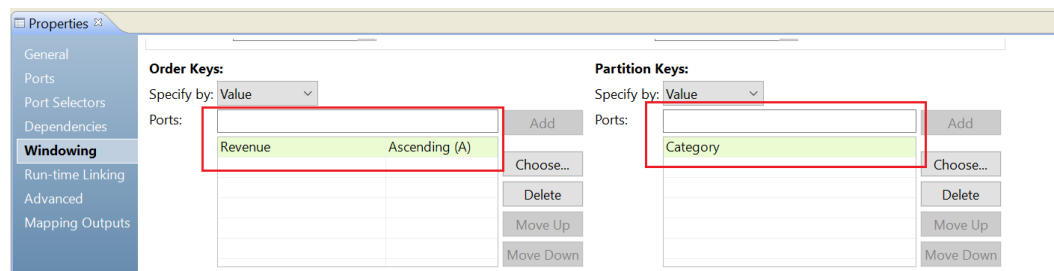 Properties
General
Ports
Port Selectors
Dependencies
Windowing
Run-time Linking
Advanced
Mapping Outputs
Order Keys:
Specify by: Value
Ports:
Add
Revenue Ascending (A)
Choose...
Delete
Move Up
Move Down
Partition Keys:
Specify by: Value
Ports:
Add
Category
Choose...
Delete
Move Up
Move Down